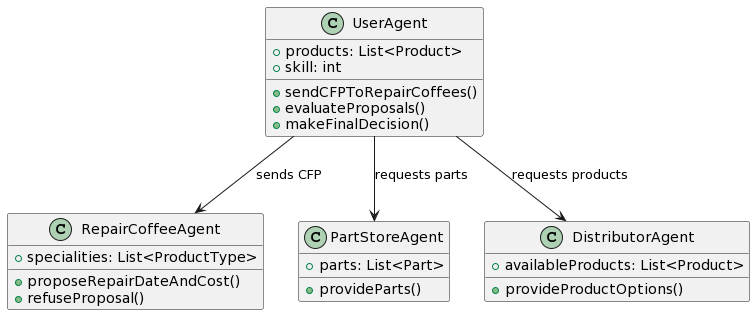 C UserAgent
products: List<Product>
skill: int
sendCFPToRepairCoffees()
evaluateProposals()
makeFinalDecision()
sends CFP
requests parts
requests products
C RepairCoffeeAgent
specialities: List<ProductType>
proposeRepairDateAndCost()
refuseProposal()
C PartStoreAgent
parts: List<Part>
provideParts()
C DistributorAgent
availableProducts: List<Product>
provideProductOptions()